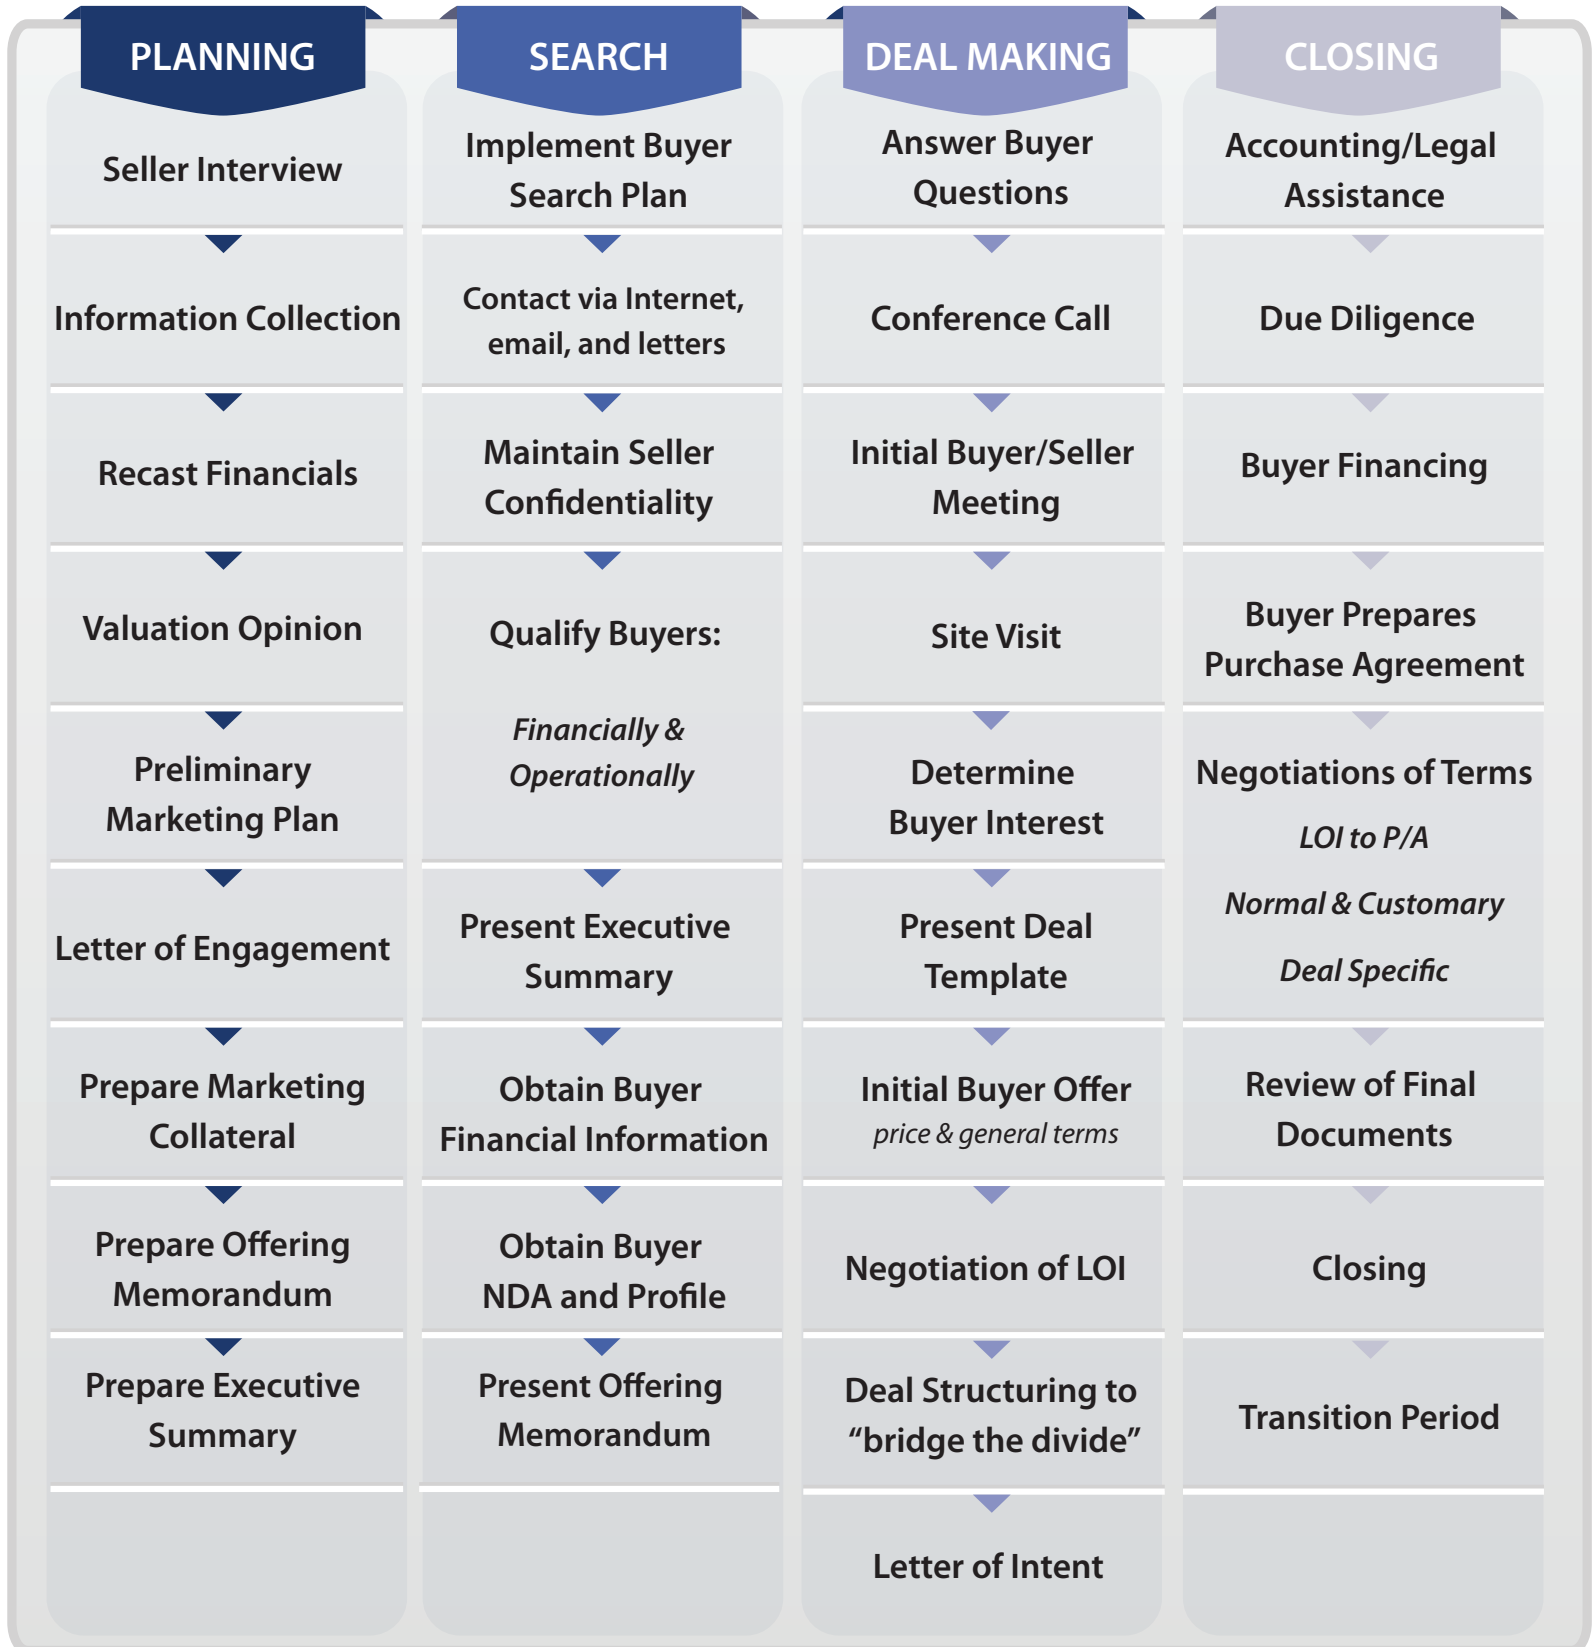 PLANNING
Seller Interview
Information Collection
Recast Financials
Valuation Opinion
Preliminary
Marketing Plan
Letter of Engagement
Prepare Marketing
Collateral
Prepare Offering
Memorandum
Prepare Executive
Summary
SEARCH
Implement Buyer
Search Plan
Contact via Internet,
email, and letters
Maintain Seller
Confidentiality
Qualify Buyers:
Financially &
Operationally
Present Executive
Summary
Obtain Buyer
Financial Information
Obtain Buyer
NDA and Profile
Present Offering
Memorandum
DEAL MAKING
Answer Buyer
Questions
Conference Call
Initial Buyer/Seller
Meeting
Site Visit
Determine
Buyer Interest
Present Deal
Template
Initial Buyer Offer
price & general terms
Negotiation of LOI
Deal Structuring to
“bridge the divide”
Letter of Intent
CLOSING
Accounting/Legal
Assistance
Due Diligence
Buyer Financing
Buyer Prepares
Purchase Agreement
Negotiations of Terms
LOI to P/A
Normal & Customary
Deal Specific
Review of Final
Documents
Closing
Transition Period